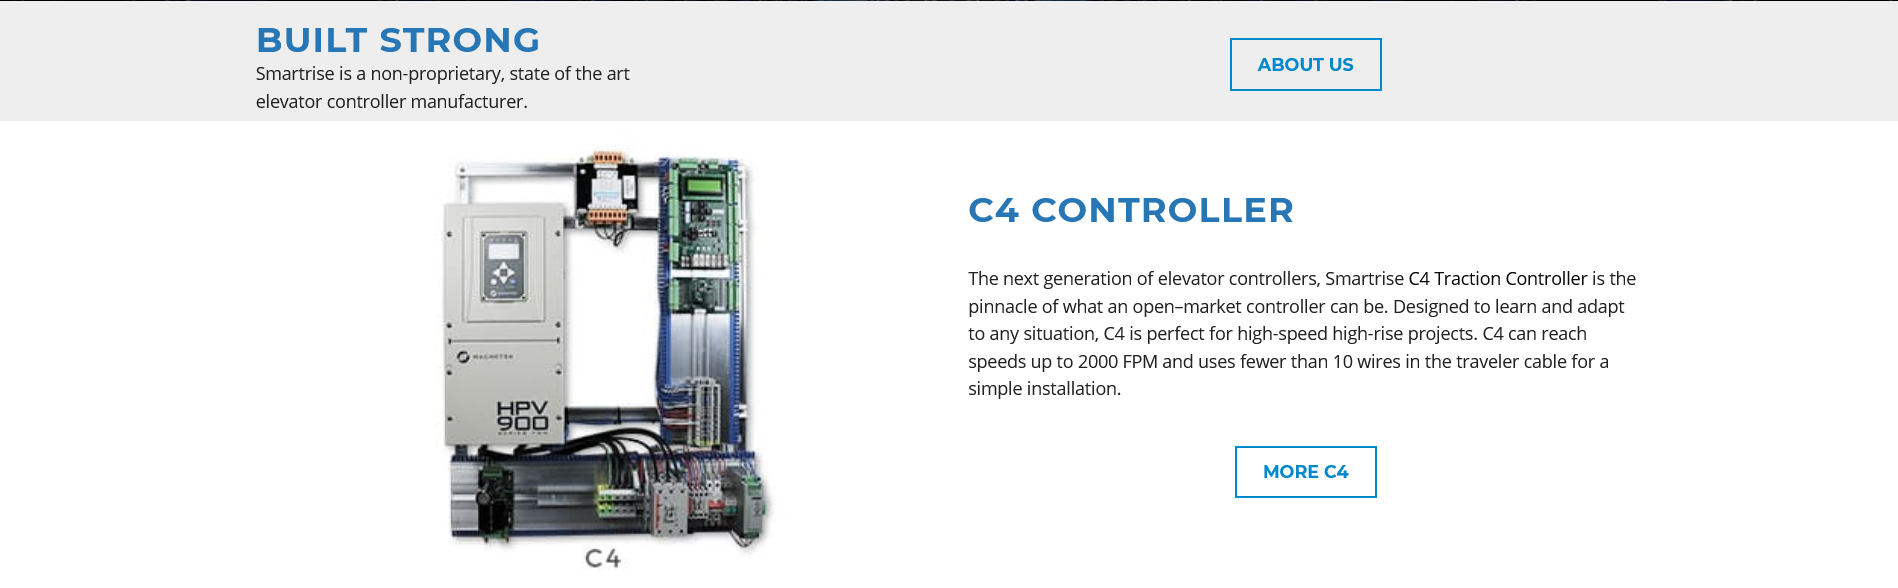 BUILT STRONG
Smartrise is a non-proprietary, state of the art
elevator controller manufacturer.
ABOUT US
MAGNETEK
HPV
900
SERIES TWO
C4
C4 CONTROLLER
The next generation of elevator controllers, Smartrise C4 Traction Controller is the
pinnacle of what an open–market controller can be. Designed to learn and adapt
to any situation, C4 is perfect for high-speed high-rise projects. C4 can reach
speeds up to 2000 FPM and uses fewer than 10 wires in the traveler cable for a
simple installation.
MORE C4